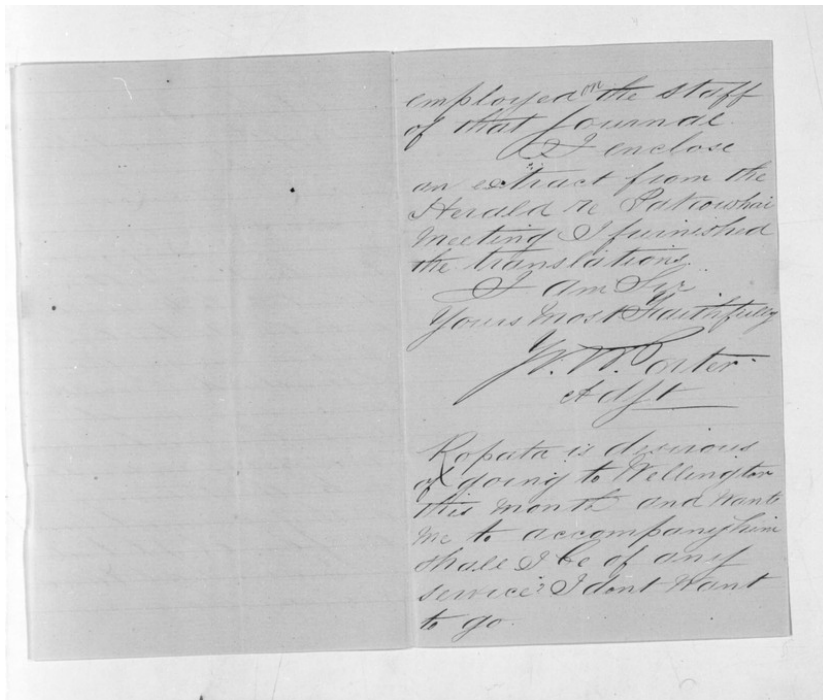 employed on the staff
of that Journal.
I enclose
an extract from the
Herald re Patrowhai
Meeting I furnished
the translations.
I am Sir
Yours Most Faithfully
W. Porter
Adjt
Ropata is desirous
of going to Wellington
this month and wants
me to accompany him
shall I be of any
service? I dont want
to go.